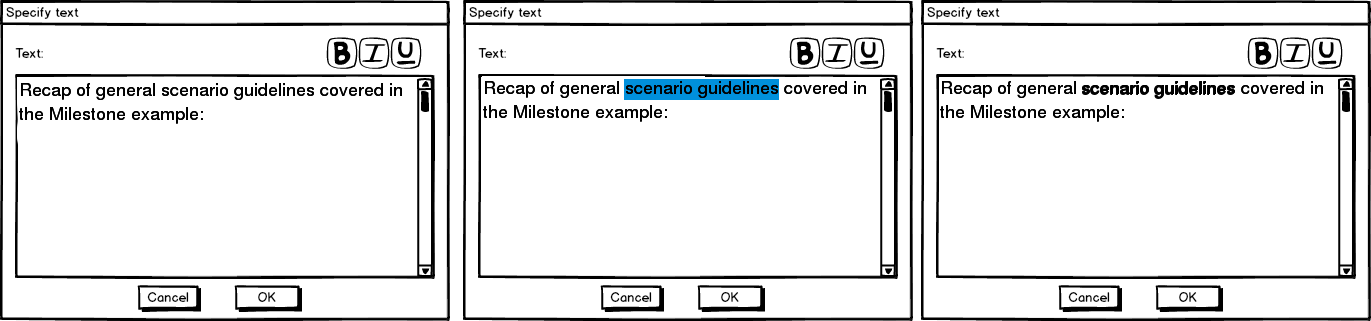 Specify text
Text:
B I U
Recap of general scenario guidelines covered in
the Milestone example:
Cancel
OK
Specify text
Text:
B I U
Recap of general scenario guidelines covered in
the Milestone example:
Cancel
OK
Specify text
Text:
B I U
Recap of general scenario guidelines covered in
the Milestone example:
Cancel
OK